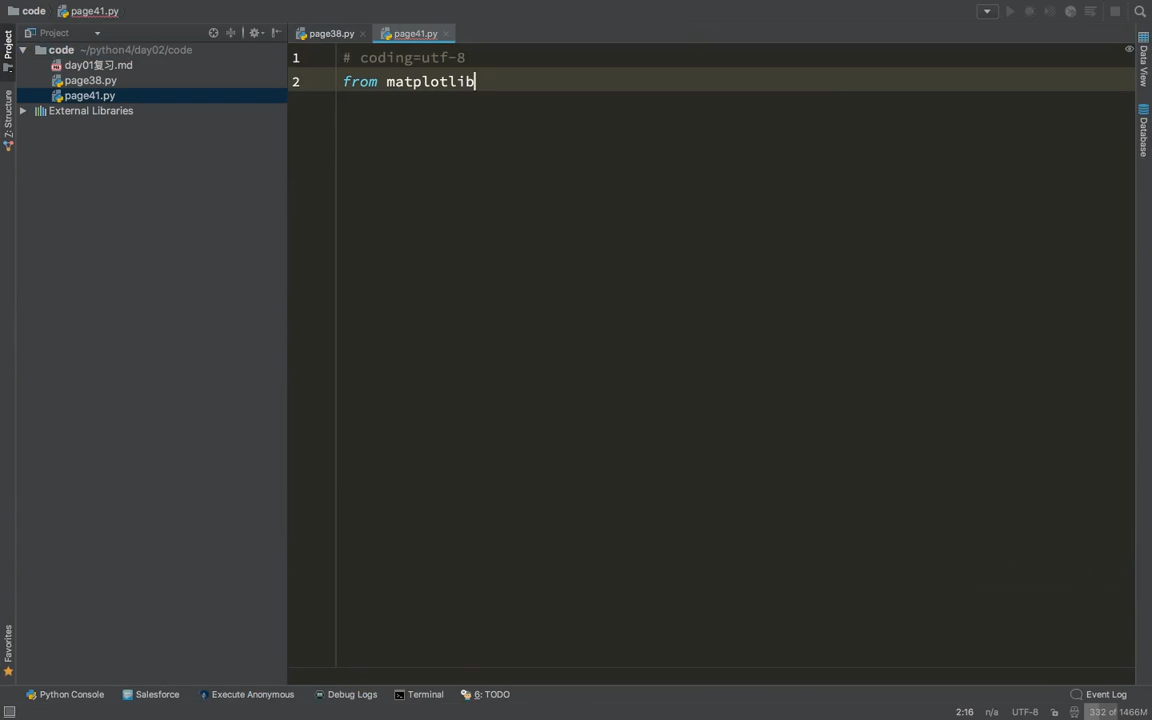 code page41.py
Project
page38.py
page41.py
code ~/python4/day02/code
day01复习.md
page38.py
page41.py
External Libraries
1 # coding=utf-8
2 from matplotlib
Project
Z: Structure
Favorites
Data View
Database
Python Console
Salesforce
Execute Anonymous
Debug Logs
Terminal
6: TODO
Event Log
2:16
n/a
UTF-8
332 of 1466M